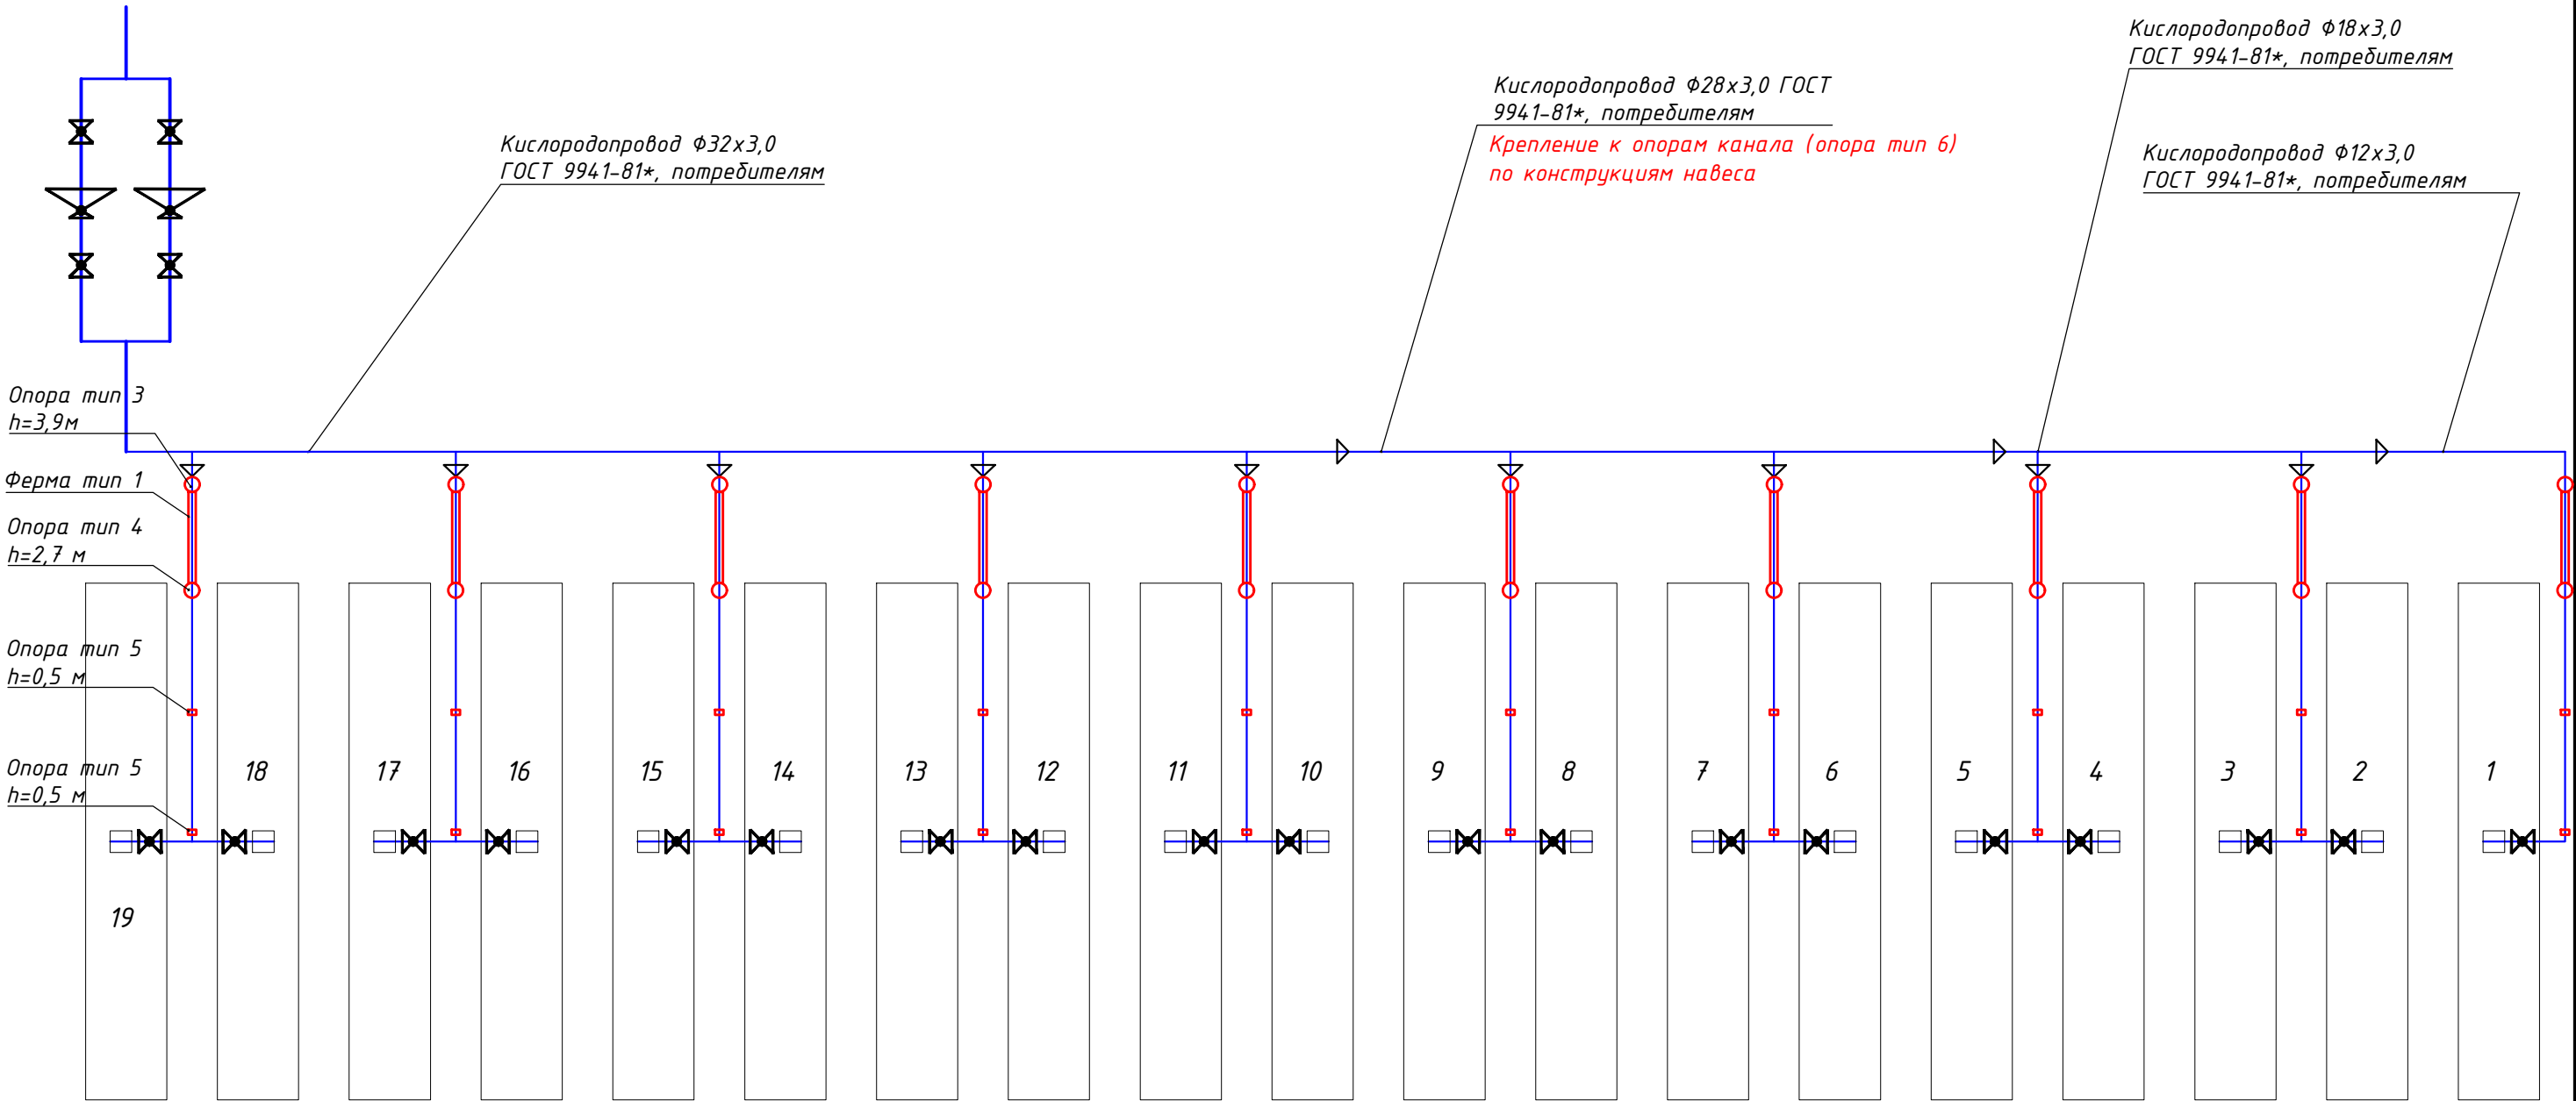 Кислородопровод Ф18х3,0
ГОСТ 9941-81*, потребителям
Кислородопровод Ф28х3,0 ГОСТ
9941-81*, потребителям
Крепление к опорам канала (опора тип 6)
по конструкциям навеса
Кислородопровод Ф32х3,0
ГОСТ 9941-81*, потребителям
Кислородопровод Ф12х3,0
ГОСТ 9941-81*, потребителям
Опора тип 3
h=3,9м
Ферма тип 1
Опора тип 4
h=2,7 м
Опора тип 5
h=0,5 м
Опора тип 5
h=0,5 м
18 17 16 15 14 13 12 11 10 9 8 7 6 5 4 3 2 1
19